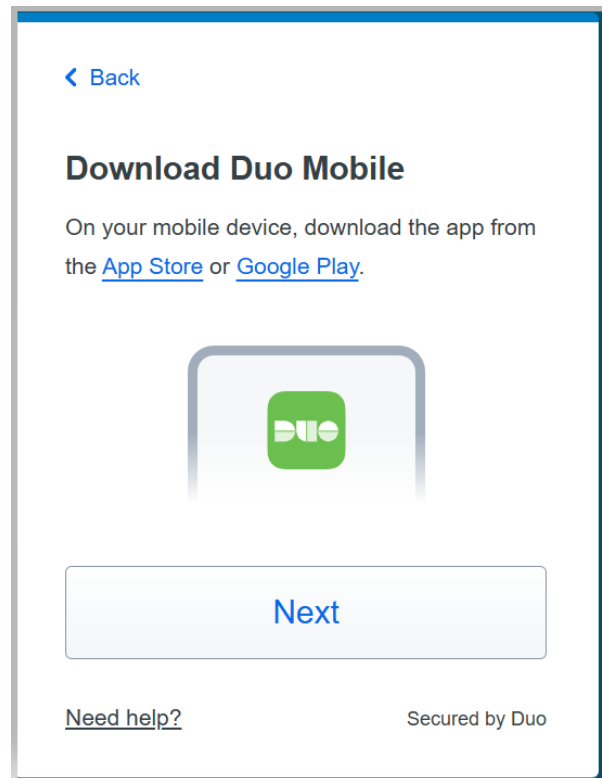 Back
Download Duo Mobile
On your mobile device, download the app from
the App Store or Google Play.
DUO
Next
Need help?
Secured by Duo